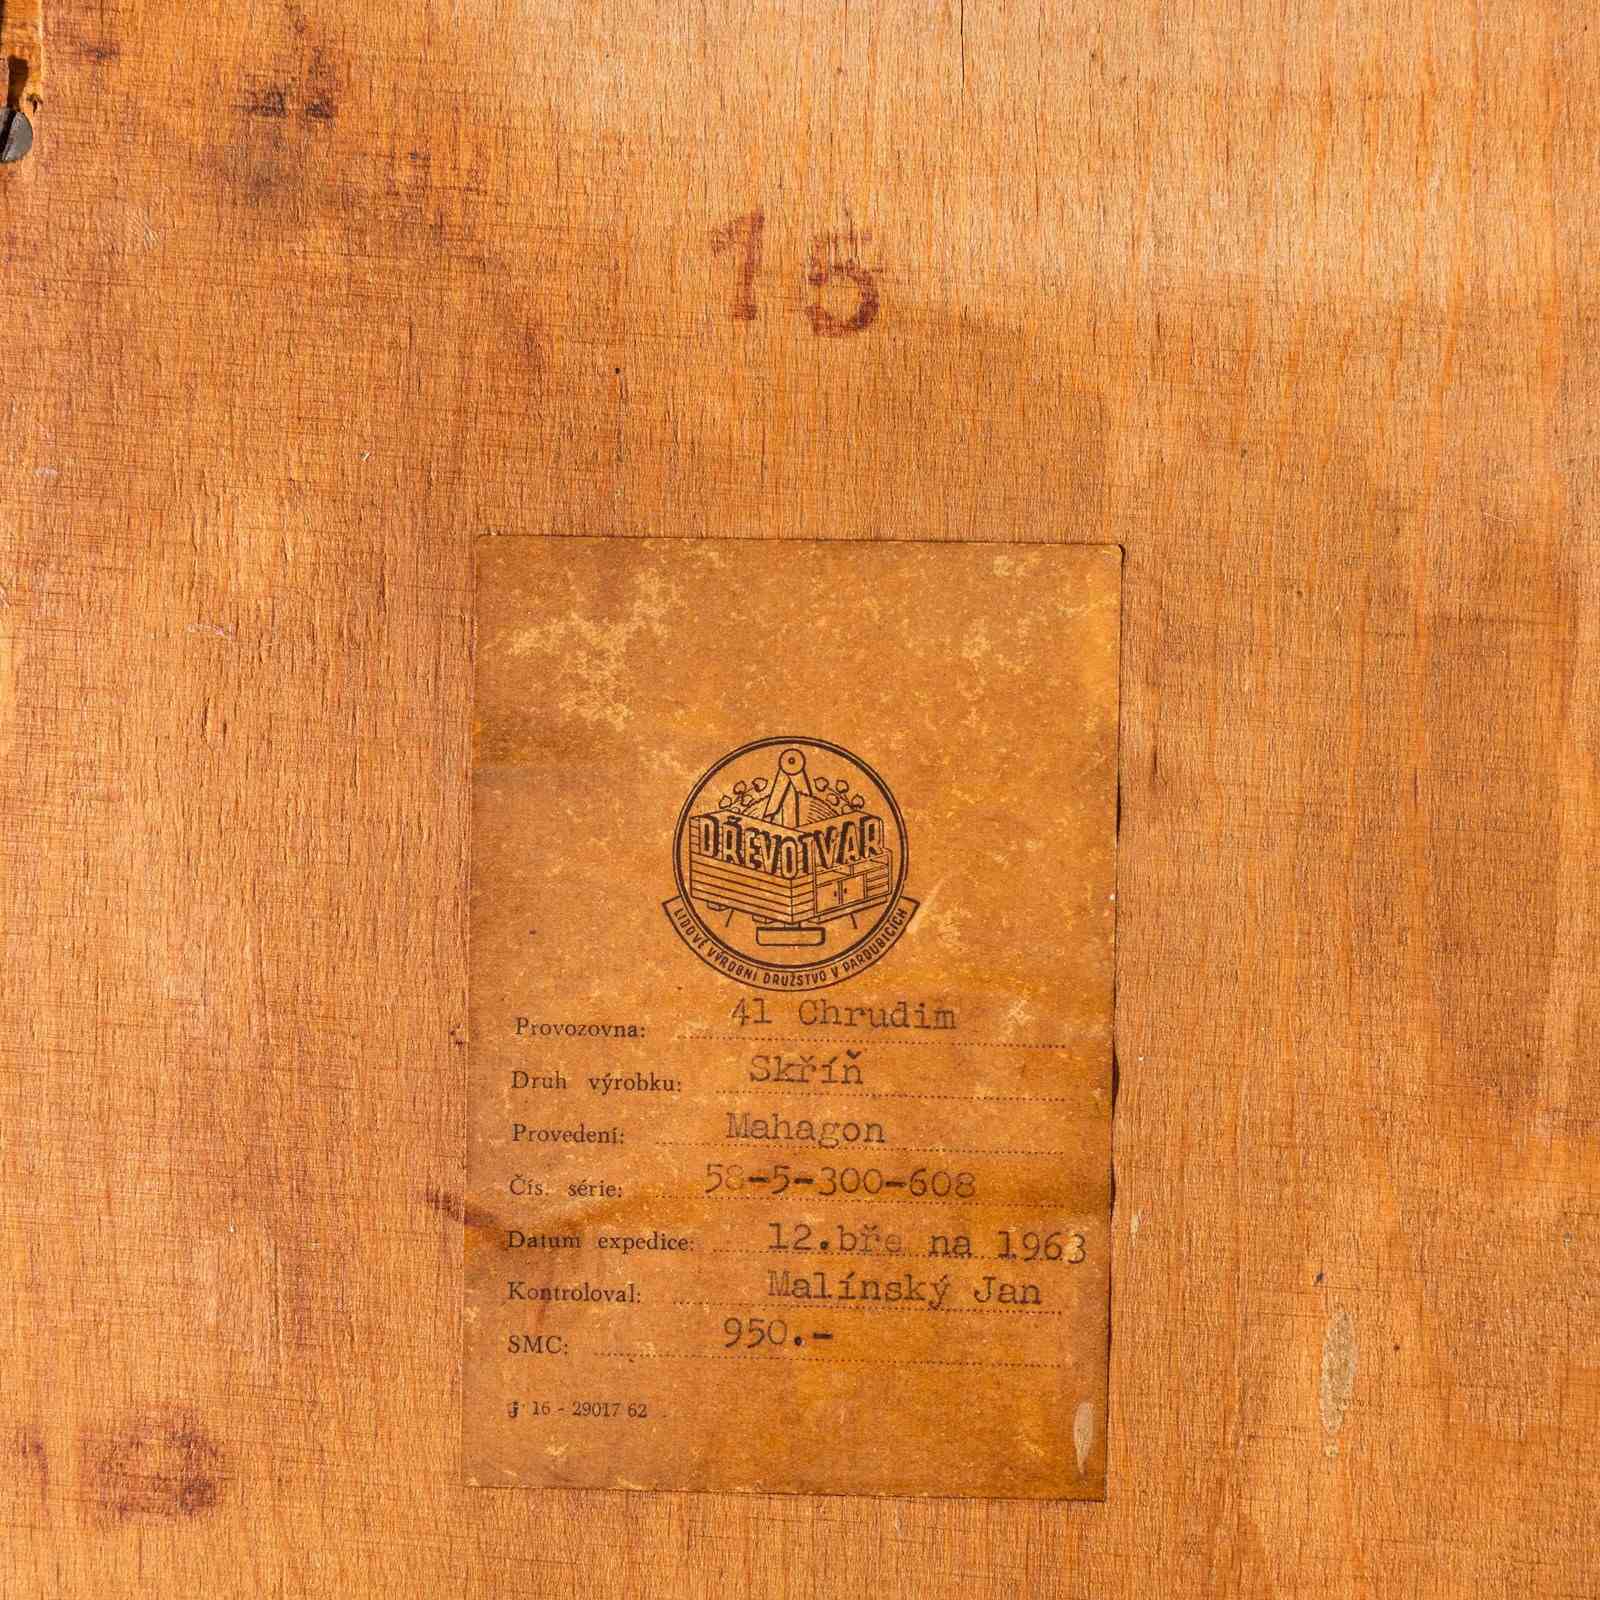 15
DŘEVOTVAR
LIDOVÉ VÝROBNÍ DRUŽSTVO V PARDUBICÍCH
Provozovna: 41 Chrudim
Druh výrobku: Skříň
Provedení: Mahagon
Čís. série: 58-5-300-608
Datum expedice: 12.bře na 1963
Kontroloval: Malínský Jan
SMC: 950.-
16 - 29017 62